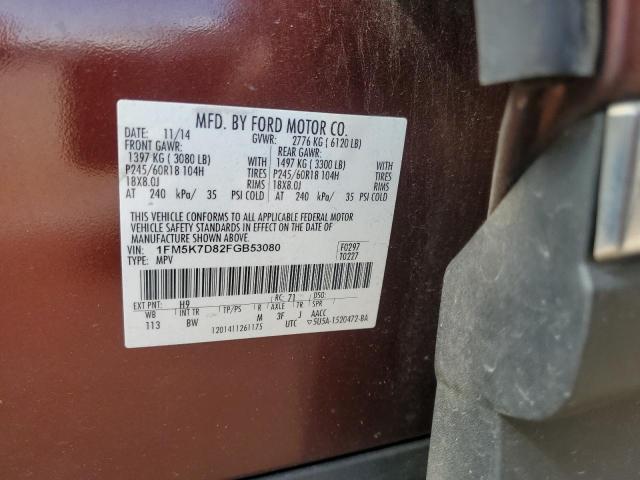 MFD. BY FORD MOTOR CO.
DATE: 11/14 GVWR: 2776 KG ( 6120 LB)
FRONT GAWR: REAR GAWR:
1397 KG ( 3080 LB) WITH 1497 KG ( 3300 LB) WITH
P245/60R18 104H TIRES P245/60R18 104H TIRES
18X8.0J RIMS 18X8.0J RIMS
AT 240 kPa/ 35 PSI COLD AT 240 kPa/ 35 PSI COLD
THIS VEHICLE CONFORMS TO ALL APPLICABLE FEDERAL MOTOR
VEHICLE SAFETY STANDARDS IN EFFECT ON THE DATE OF
MANUFACTURE SHOWN ABOVE.
VIN: 1FM5K7D82FGB53080 F0297
TYPE: MPV T0227
EXT PNT: H9 RC: 71 DSO:
WB INT TR TP/PS R AXLE TR SPR
113 BW M 3F J AACC
1201411261175 UTC ▽5U5A-1520472-BA